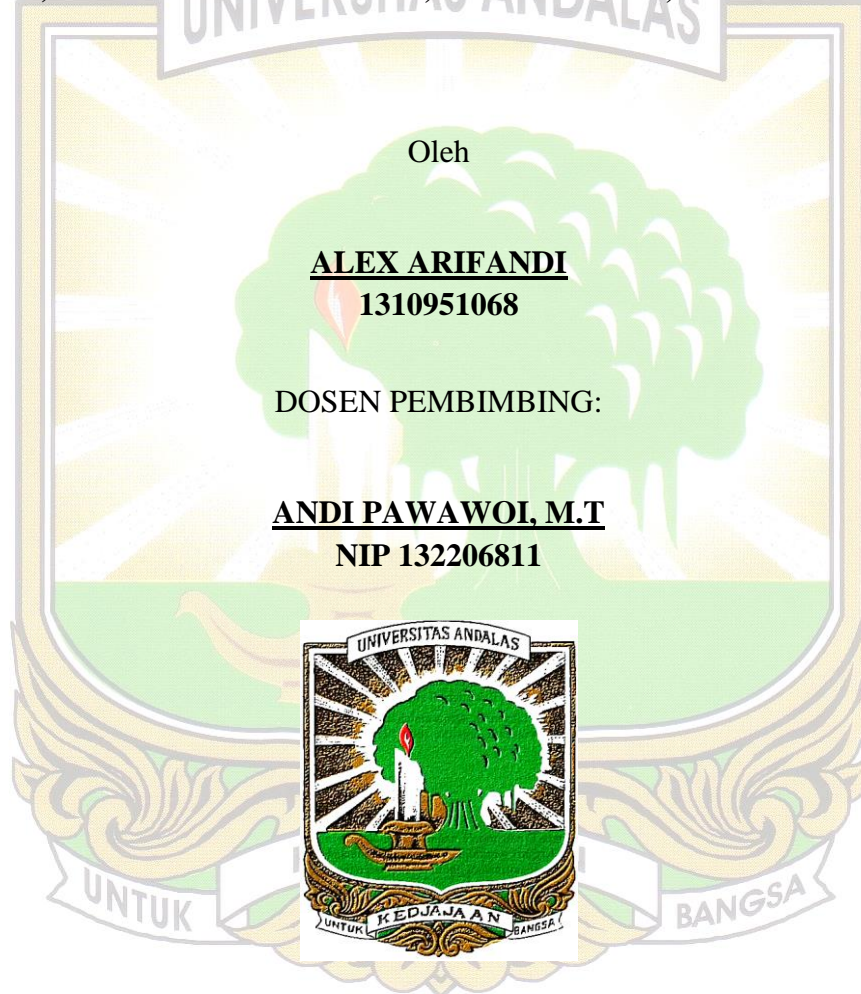 UNIVERSITAS ANDALAS
Oleh
ALEX ARIFANDI
1310951068
DOSEN PEMBIMBING:
ANDI PAWAWOI, M.T
NIP 132206811
UNIVERSITAS ANDALAS
UNTUK KEDJAJAAN BANGSA
UNTUK BANGSA